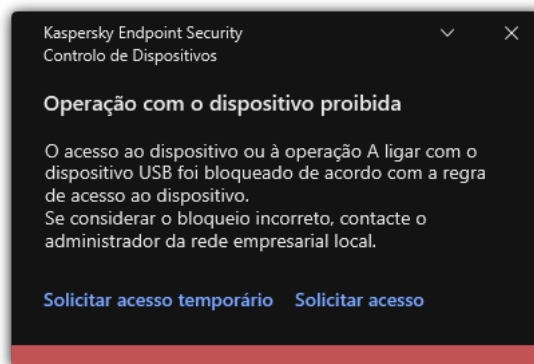 Kaspersky Endpoint Security
Controlo de Dispositivos
Operação com o dispositivo proibida
O acesso ao dispositivo ou à operação A ligar com o
dispositivo USB foi bloqueado de acordo com a regra
de acesso ao dispositivo.
Se considerar o bloqueio incorreto, contacte o
administrador da rede empresarial local.
Solicitar acesso temporário Solicitar acesso